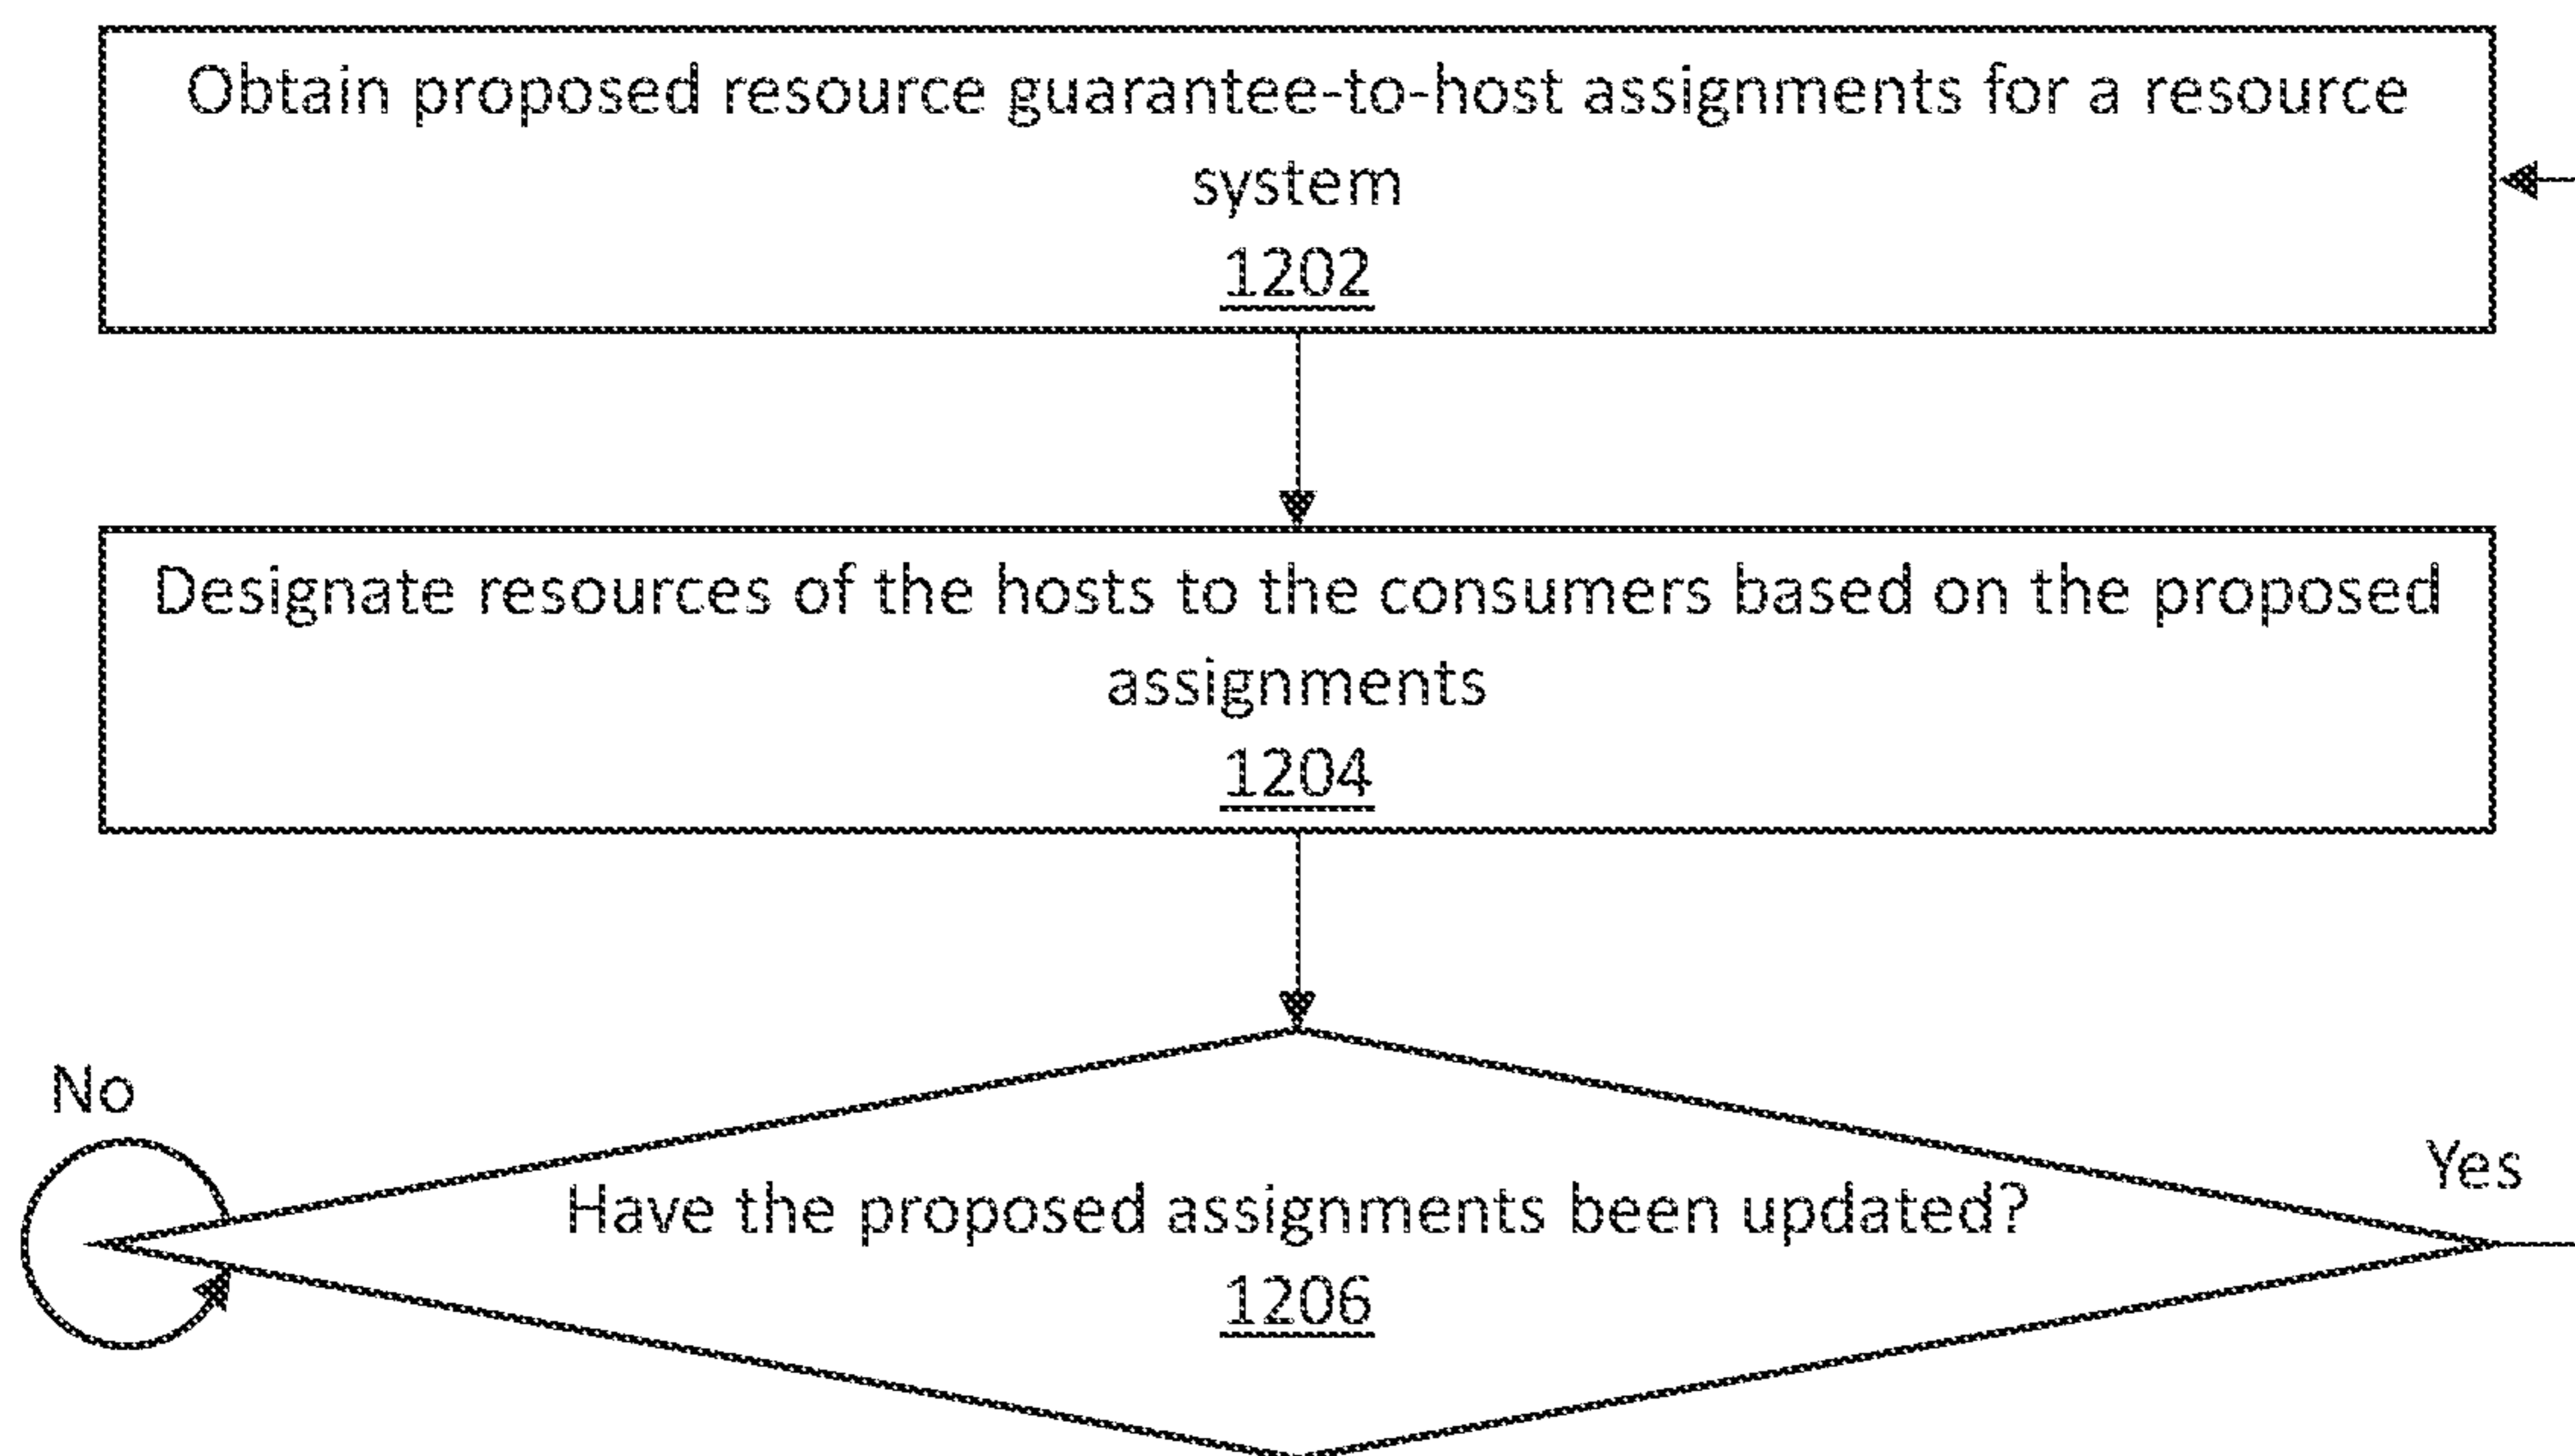 Obtain proposed resource guarantee-to-host assignments for a resource
system
1202
Designate resources of the hosts to the consumers based on the proposed
assignments
1204
No
Yes
Have the proposed assignments been updated?
1206